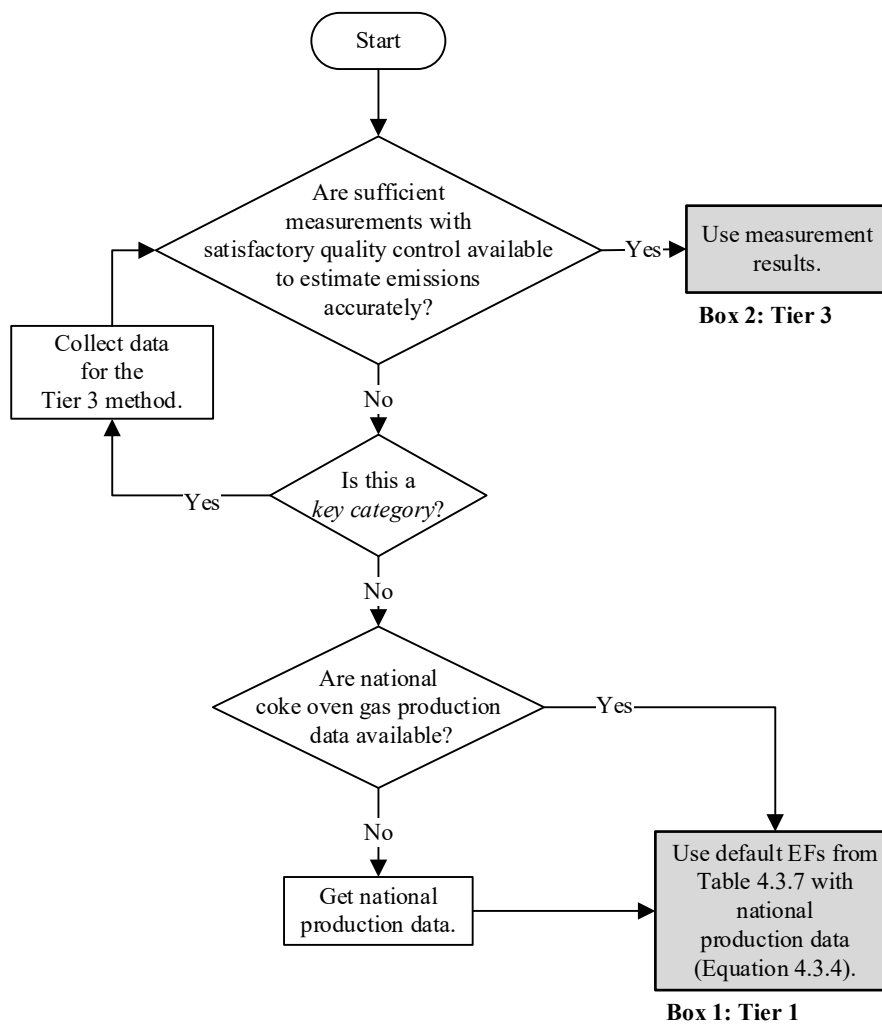 Start
Are sufficient
measurements with
satisfactory quality control available
to estimate emissions
accurately?
Yes
Use measurement
results.
Box 2: Tier 3
Collect data
for the
Tier 3 method.
No
Is this a
key category?
Yes
No
Are national
coke oven gas production
data available?
Yes
No
Get national
production data.
Use default EFs from
Table 4.3.7 with
national
production data
(Equation 4.3.4).
Box 1: Tier 1